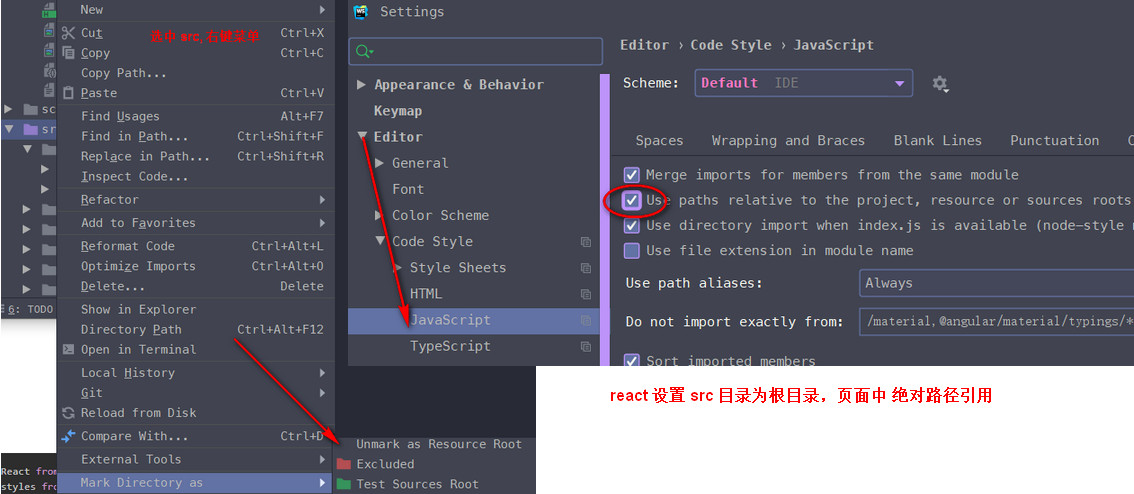 New
Cut Ctrl+X
选中 src, 右键菜单
Copy Ctrl+C
Copy Path...
Paste Ctrl+V
Find Usages Alt+F7
Find in Path... Ctrl+Shift+F
Replace in Path... Ctrl+Shift+R
Inspect Code...
Refactor
Add to Favorites
Reformat Code Ctrl+Alt+L
Optimize Imports Ctrl+Alt+O
Delete... Delete
Show in Explorer
Directory Path Ctrl+Alt+F12
Open in Terminal
Local History
Git
Reload from Disk
Compare With... Ctrl+D
External Tools
Mark Directory as
sc
sr
6: TODO
React from
styles fro
Unmark as Resource Root
Excluded
Test Sources Root
Settings
Appearance & Behavior
Keymap
Editor
General
Font
Color Scheme
Code Style
Style Sheets
HTML
JavaScript
TypeScript
Editor › Code Style › JavaScript
Scheme: Default IDE
Spaces Wrapping and Braces Blank Lines Punctuation C
Merge imports for members from the same module
Use paths relative to the project, resource or sources roots
Use directory import when index.js is available (node-style
Use file extension in module name
Use path aliases: Always
Do not import exactly from: /material,@angular/material/typings/*
Sort imported members
react 设置 src 目录为根目录，页面中 绝对路径引用